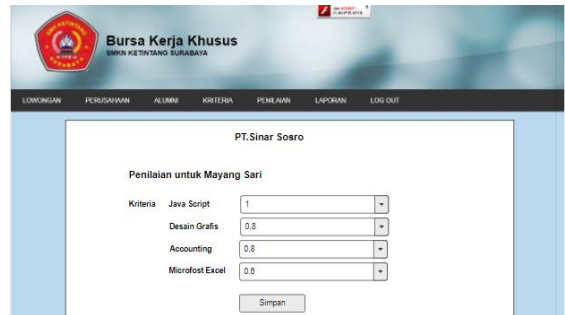 Bursa Kerja Khusus
SMKN KETINTANG SURABAYA
LOWONGAN PERUSAHAAN ALUMNI KRITERIA PENILAIAN LAPORAN LOG OUT
PT.Sinar Sosro
Penilaian untuk Mayang Sari
Kriteria Java Script 1
Desain Grafis 0,8
Accounting 0,8
Microfost Excel 0,8
Simpan